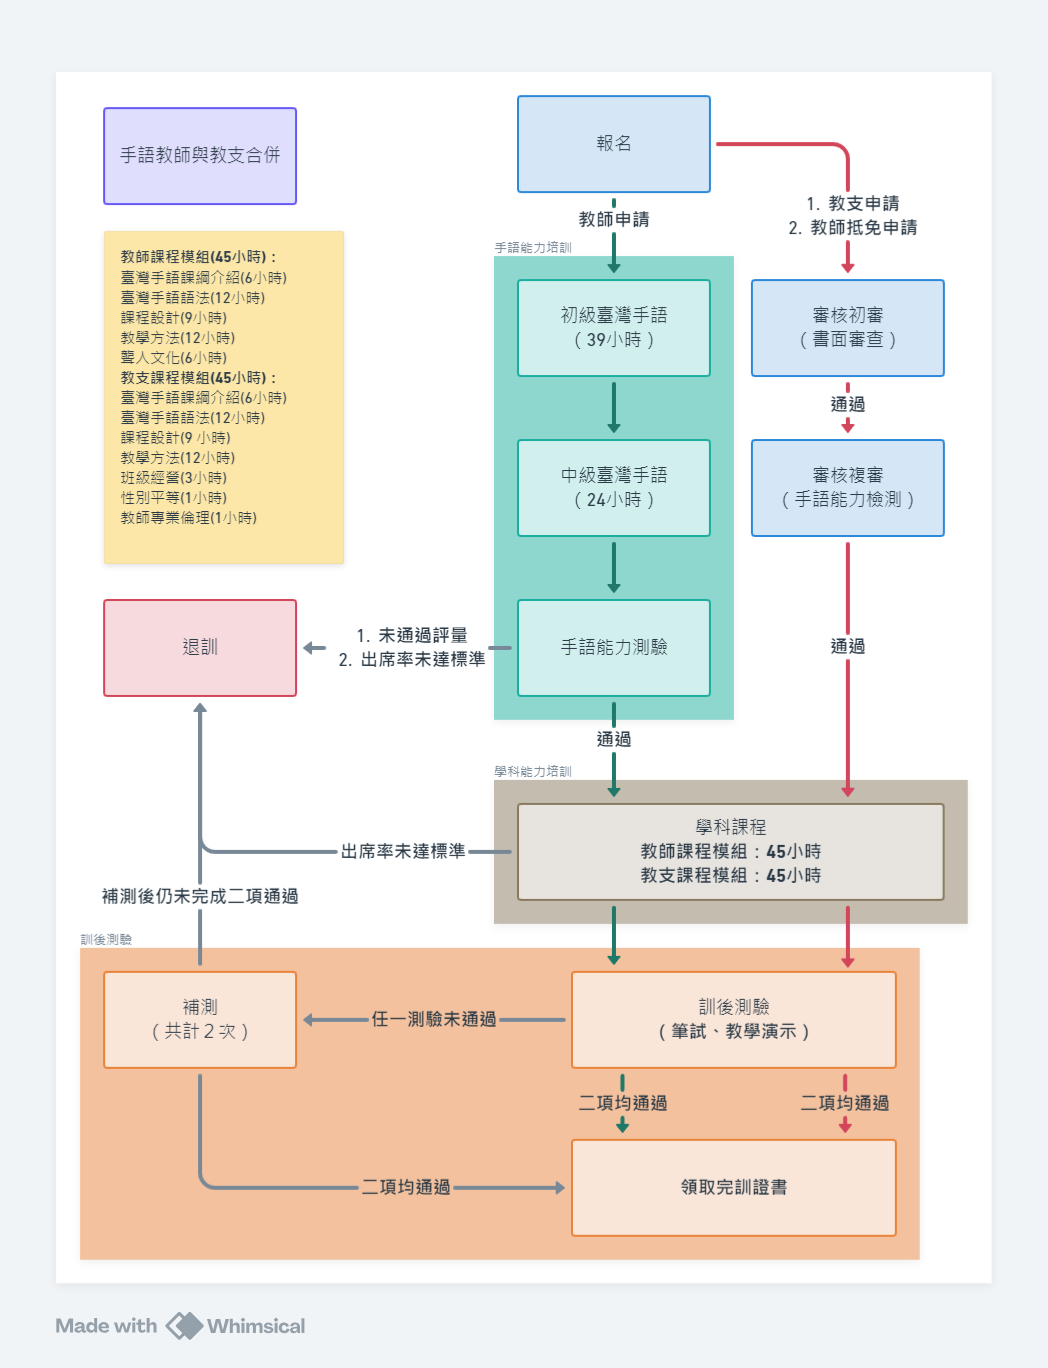 手語教師與教支合併
教師課程模組(45小時)：
臺灣手語課綱介紹(6小時)
臺灣手語語法(12小時)
課程設計(9小時)
教學方法(12小時)
聾人文化(6小時)
教支課程模組(45小時)：
臺灣手語課綱介紹(6小時)
臺灣手語語法(12小時)
課程設計(9 小時)
教學方法(12小時)
班級經營(3小時)
性別平等(1小時)
教師專業倫理(1小時)
報名
教師申請
1. 教支申請
2. 教師抵免申請
手語能力培訓
初級臺灣手語
（39小時）
審核初審
（書面審查）
通過
中級臺灣手語
（24小時）
審核複審
（手語能力檢測）
退訓
1. 未通過評量
2. 出席率未達標準
手語能力測驗
通過
通過
學科能力培訓
學科課程
教師課程模組：45小時
教支課程模組：45小時
出席率未達標準
補測後仍未完成二項通過
訓後測驗
補測
（共計２次）
任一測驗未通過
訓後測驗
（筆試、教學演示）
二項均通過
二項均通過
二項均通過
領取完訓證書
Made with Whimsical